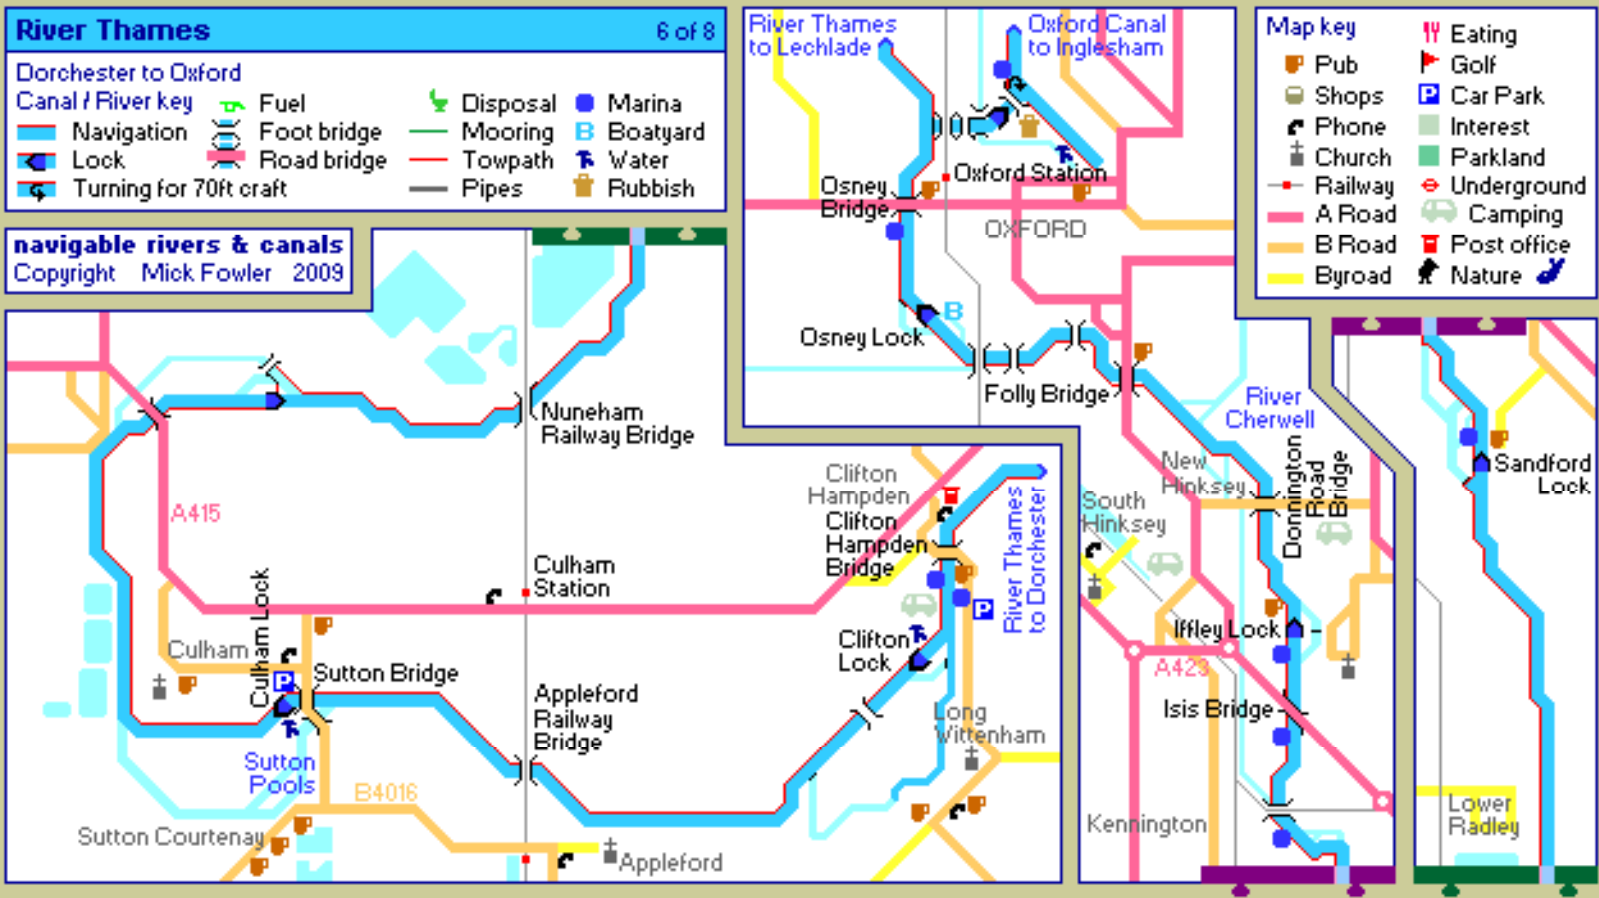 River Thames 6 of 8
Dorchester to Oxford
Canal / River key
Navigation
Lock
Turning for 70ft craft
Fuel
Foot bridge
Road bridge
Disposal
Mooring
Towpath
Pipes
Marina
Boatyard
Water
Rubbish
navigable rivers & canals
Copyright Mick Fowler 2009
Map key
Pub
Shops
Phone
Church
Railway
A Road
B Road
Byroad
Eating
Golf
Car Park
Interest
Parkland
Underground
Camping
Post office
Nature
River Thames
to Lechlade
Oxford Canal
to Inglesham
Oxford Station
Osney
Bridge
OXFORD
B
Osney Lock
Folly Bridge
River
Cherwell
New
Hinksey
South
Hinksey
Donnington
Road
Bridge
Iffley Lock
A423
Isis Bridge
Kennington
Sandford
Lock
Lower
Radley
Nuneham
Railway Bridge
A415
Culham
Station
Clifton
Hampden
Clifton
Hampden
Bridge
River Thames
to Dorchester
P
Clifton
Lock
Culham
Culham Lock
P
Sutton Bridge
Appleford
Railway
Bridge
Long
Wittenham
Sutton
Pools
B4016
Sutton Courtenay
Appleford